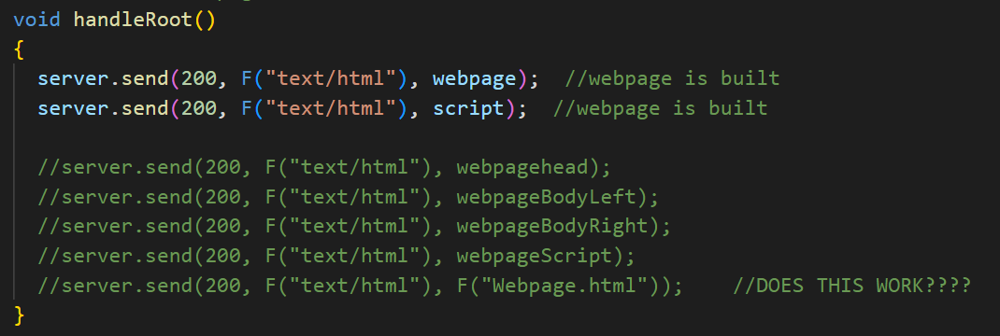 void handleRoot()
{
  server.send(200, F("text/html"), webpage);  //webpage is built
  server.send(200, F("text/html"), script);  //webpage is built
  //server.send(200, F("text/html"), webpagehead);
  //server.send(200, F("text/html"), webpageBodyLeft);
  //server.send(200, F("text/html"), webpageBodyRight);
  //server.send(200, F("text/html"), webpageScript);
  //server.send(200, F("text/html"), F("Webpage.html"));    //DOES THIS WORK????
}